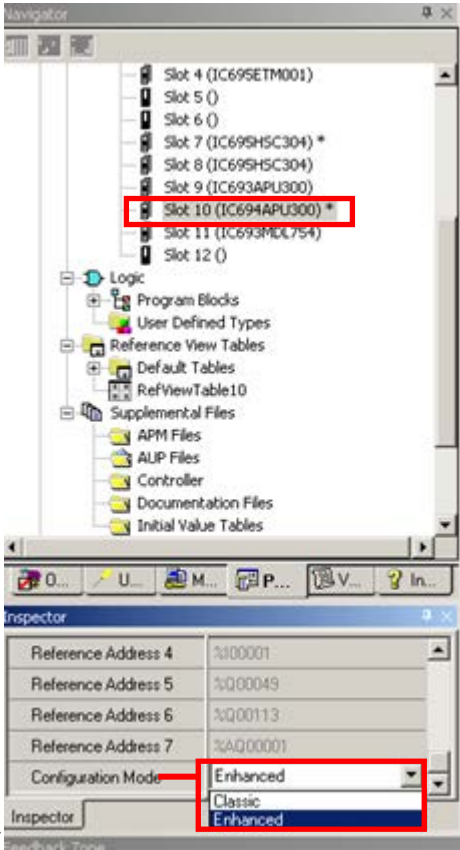 Navigator
Slot 4 (IC695ETM001)
Slot 5 ()
Slot 6 ()
Slot 7 (IC695HSC304) *
Slot 8 (IC695HSC304)
Slot 9 (IC693APU300)
Slot 10 (IC694APU300) *
Slot 11 (IC693MDL754)
Slot 12 ()
Logic
Program Blocks
User Defined Types
Reference View Tables
Default Tables
RefViewTable10
Supplemental Files
APM Files
AUP Files
Controller
Documentation Files
Initial Value Tables
O... U... M... P... V... In...
Inspector
Reference Address 4 %I00001
Reference Address 5 %Q00049
Reference Address 6 %Q00113
Reference Address 7 %AQ00001
Configuration Mode Enhanced
Classic
Enhanced
Inspector
Feedback Zone